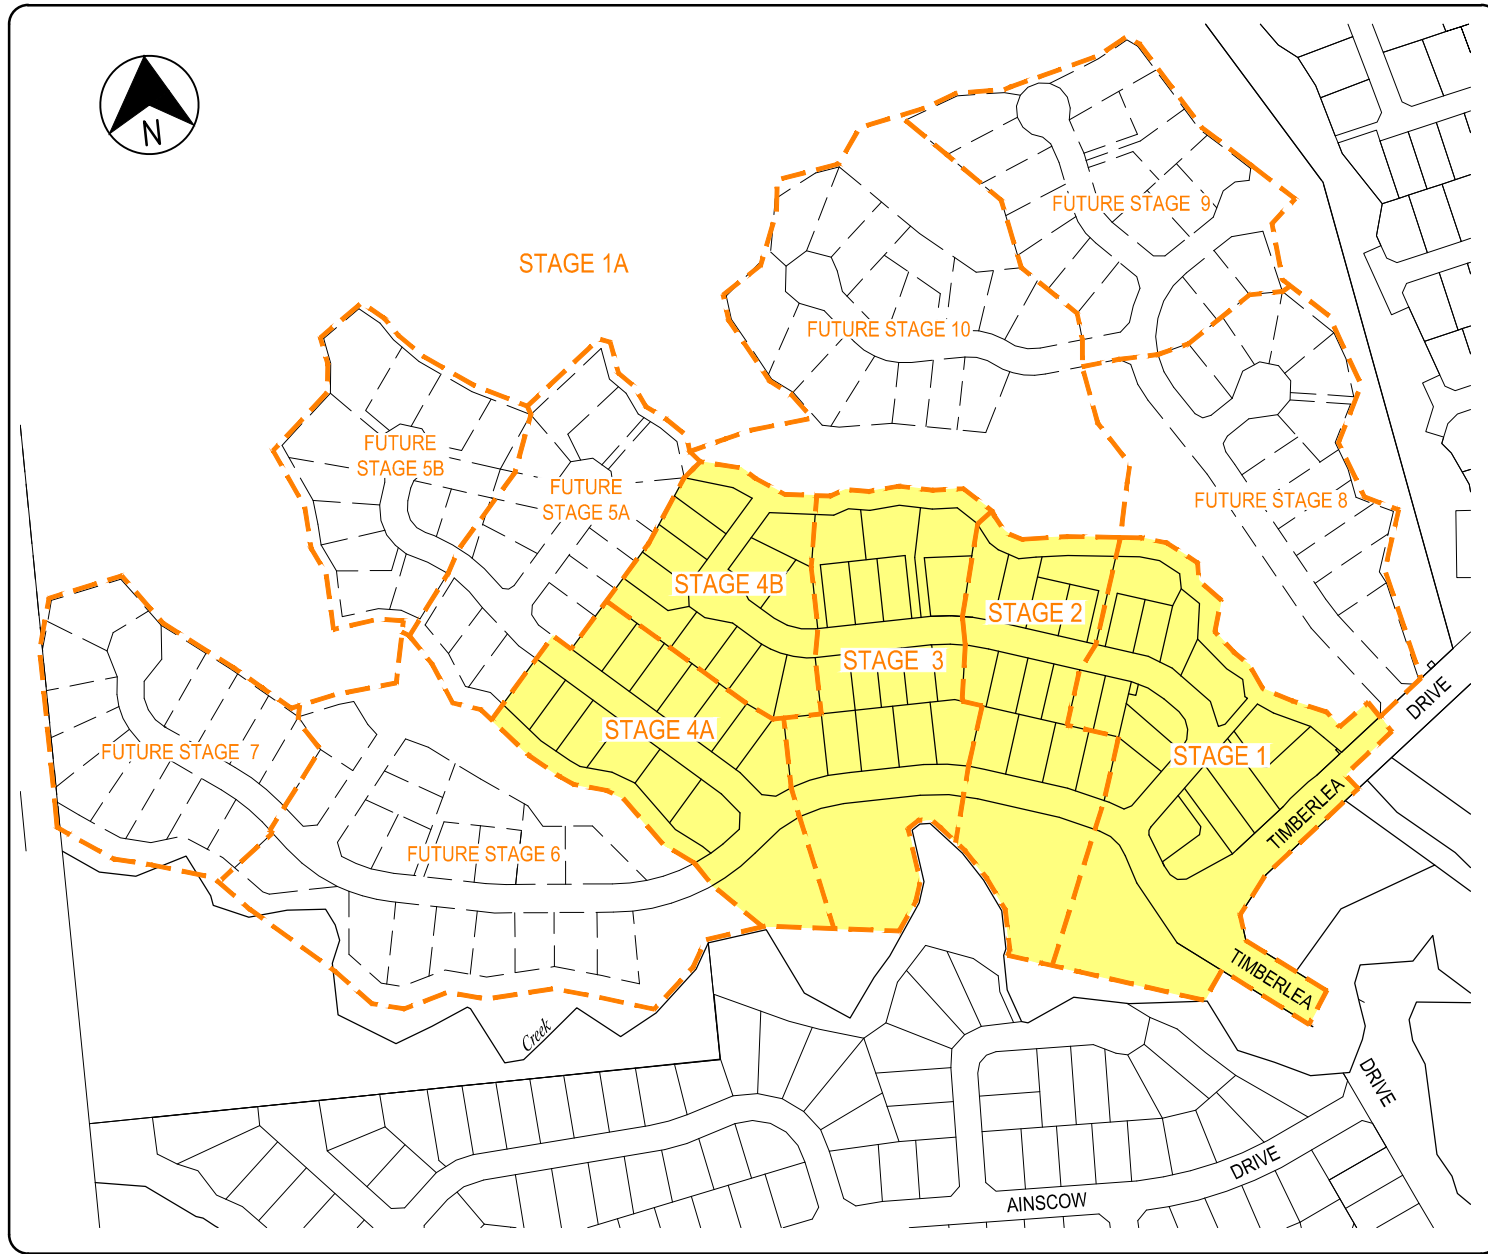 N
FUTURE STAGE 9
STAGE 1A
FUTURE STAGE 10
FUTURE
STAGE 5B
FUTURE
STAGE 5A
FUTURE STAGE 8
STAGE 4B
STAGE 2
STAGE 3
DRIVE
STAGE 4A
FUTURE STAGE 7
STAGE 1
TIMBERLEA
FUTURE STAGE 6
TIMBERLEA
Creek
DRIVE
DRIVE
AINSCOW